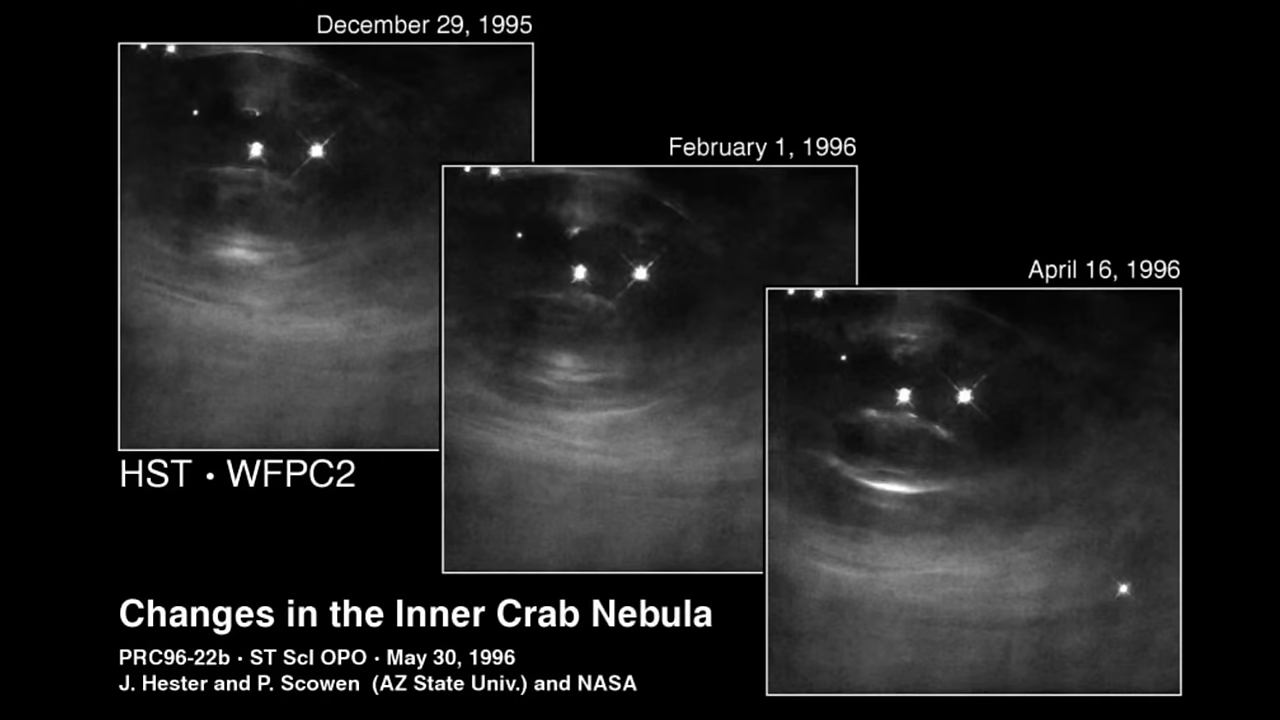 December 29, 1995
February 1, 1996
April 16, 1996
HST • WFPC2
Changes in the Inner Crab Nebula
PRC96-22b • ST ScI OPO • May 30, 1996
J. Hester and P. Scowen (AZ State Univ.) and NASA